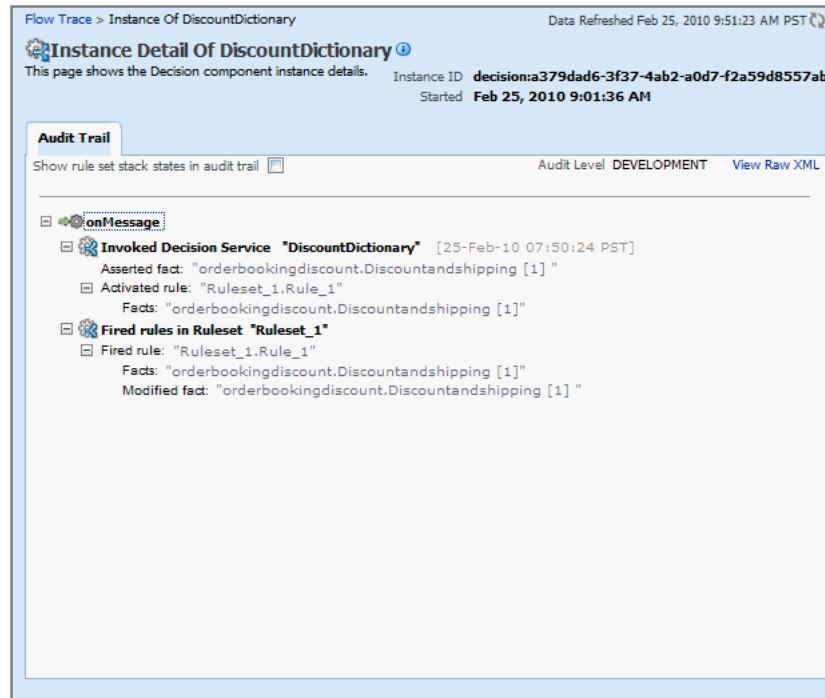 Flow Trace > Instance Of DiscountDictionary Data Refreshed Feb 25, 2010 9:51:23 AM PST
Instance Detail Of DiscountDictionary
This page shows the Decision component instance details. Instance ID decision:a379dad6-3f37-4ab2-a0d7-f2a59d8557ab
Started Feb 25, 2010 9:01:36 AM
Audit Trail
Show rule set stack states in audit trail Audit Level DEVELOPMENT View Raw XML
onMessage
Invoked Decision Service "DiscountDictionary" [25-Feb-10 07:50:24 PST]
Asserted fact: "orderbookingdiscount.Discountandshipping [1] "
Activated rule: "Ruleset_1.Rule_1"
Facts: "orderbookingdiscount.Discountandshipping [1]"
Fired rules in Ruleset "Ruleset_1"
Fired rule: "Ruleset_1.Rule_1"
Facts: "orderbookingdiscount.Discountandshipping [1]"
Modified fact: "orderbookingdiscount.Discountandshipping [1] "